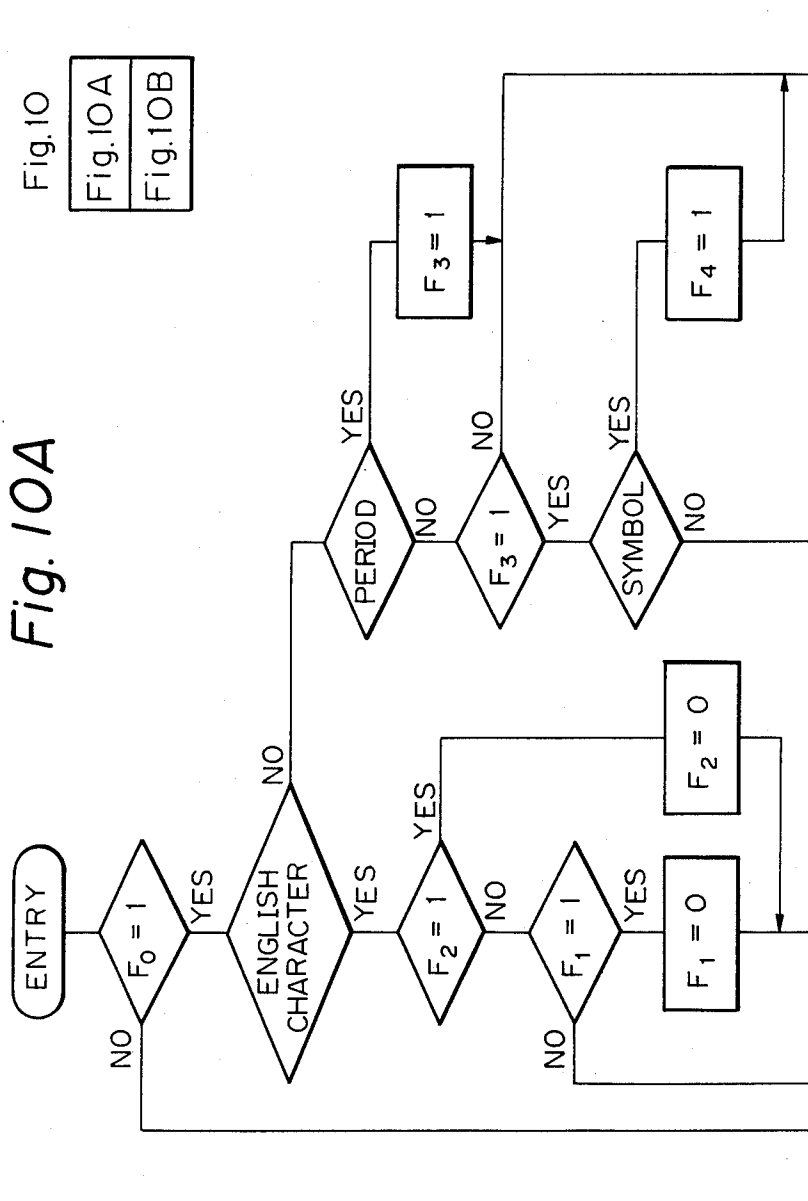 Fig. 10A
Fig. 10
Fig. 10A
Fig. 10B
ENTRY
F₀ = 1
NO
YES
ENGLISH
CHARACTER
NO
YES
F₂ = 1
YES
NO
F₁ = 1
NO
YES
F₁ = 0
F₂ = 0
PERIOD
YES
NO
F₃ = 1
F₃ = 1
NO
YES
SYMBOL
YES
NO
F₄ = 1